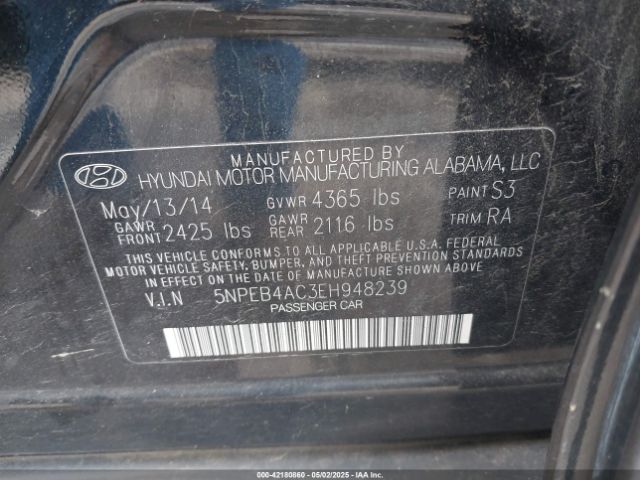 MANUFACTURED BY
HYUNDAI MOTOR MANUFACTURING ALABAMA, LLC
May/13/14 GVWR 4365 lbs PAINT S3
GAWR FRONT 2425 lbs GAWR REAR 2116 lbs TRIM RA
THIS VEHICLE CONFORMS TO ALL APPLICABLE U.S.A. FEDERAL
MOTOR VEHICLE SAFETY, BUMPER, AND THEFT PREVENTION STANDARDS
IN EFFECT ON THE DATE OF MANUFACTURE SHOWN ABOVE.
V.I.N 5NPEB4AC3EH948239
PASSENGER CAR
000-42180860 - 05/02/2025 - www.iaai.com